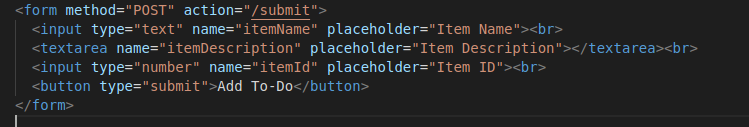 <form method="POST" action="/submit">
<input type="text" name="itemName" placeholder="Item Name"><br>
<textarea name="itemDescription" placeholder="Item Description"></textarea><br>
<input type="number" name="itemId" placeholder="Item ID"><br>
<button type="submit">Add To-Do</button>
</form>